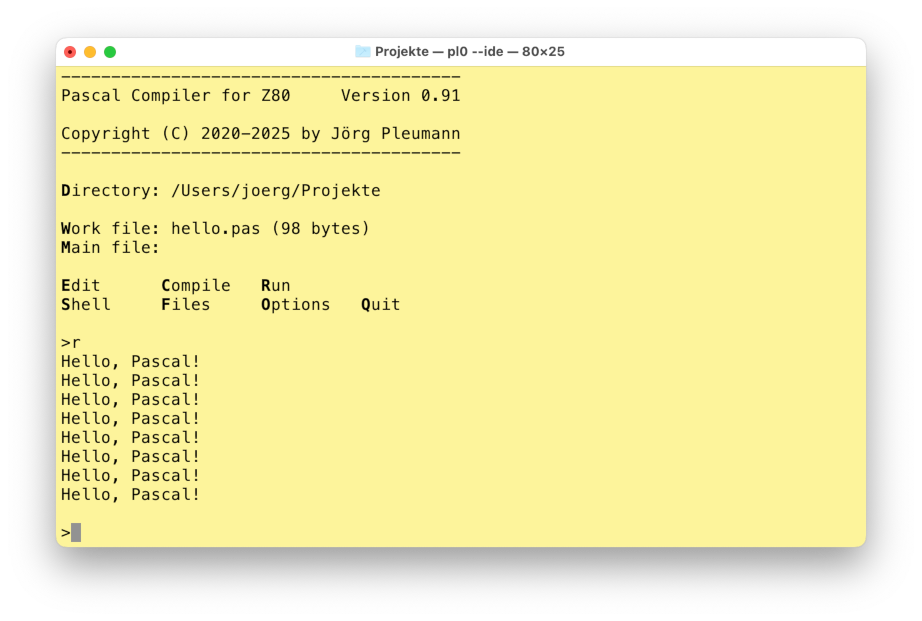 Projekte — pl0 --ide — 80×25
----------------------------------------
Pascal Compiler for Z80     Version 0.91
Copyright (C) 2020-2025 by Jörg Pleumann
----------------------------------------
Directory: /Users/joerg/Projekte
Work file: hello.pas (98 bytes)
Main file:
Edit      Compile   Run
Shell     Files     Options   Quit
>r
Hello, Pascal!
Hello, Pascal!
Hello, Pascal!
Hello, Pascal!
Hello, Pascal!
Hello, Pascal!
Hello, Pascal!
Hello, Pascal!
>